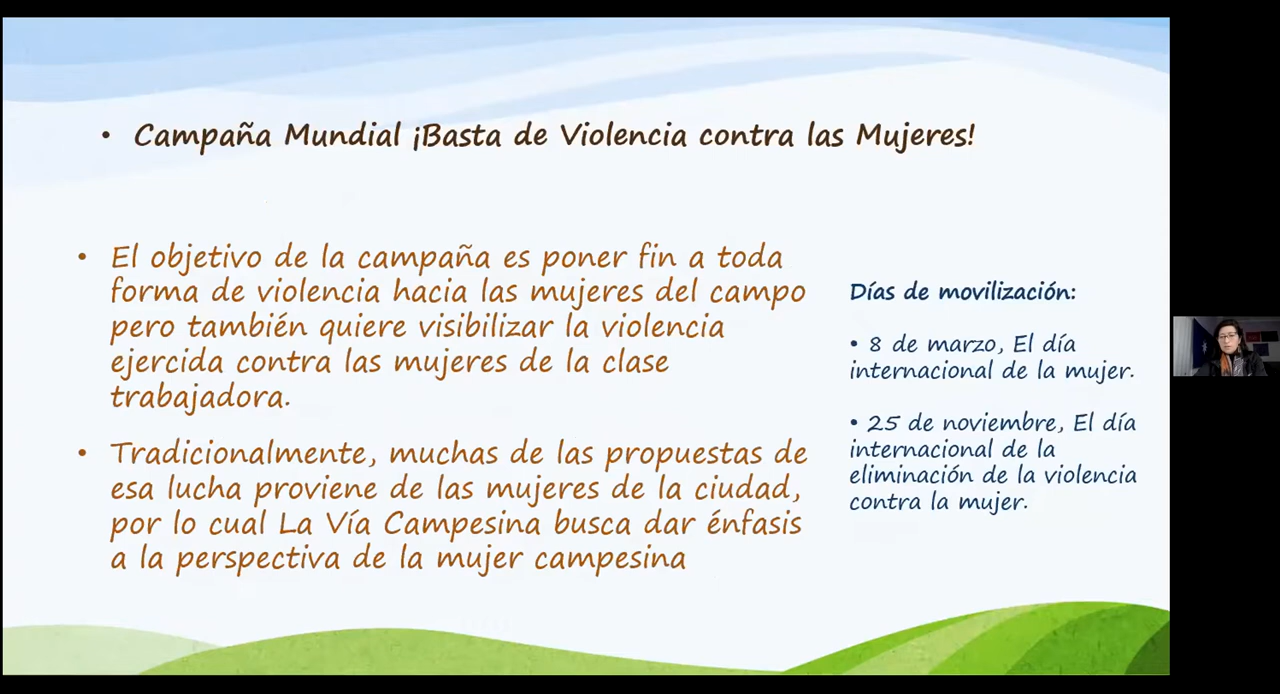 • Campaña Mundial ¡Basta de Violencia contra las Mujeres!
• El objetivo de la campaña es poner fin a toda
forma de violencia hacia las mujeres del campo
pero también quiere visibilizar la violencia
ejercida contra las mujeres de la clase
trabajadora.
• Tradicionalmente, muchas de las propuestas de
esa lucha proviene de las mujeres de la ciudad,
por lo cual La Vía Campesina busca dar énfasis
a la perspectiva de la mujer campesina
Días de movilización:
• 8 de marzo, El día
internacional de la mujer.
• 25 de noviembre, El día
internacional de la
eliminación de la violencia
contra la mujer.